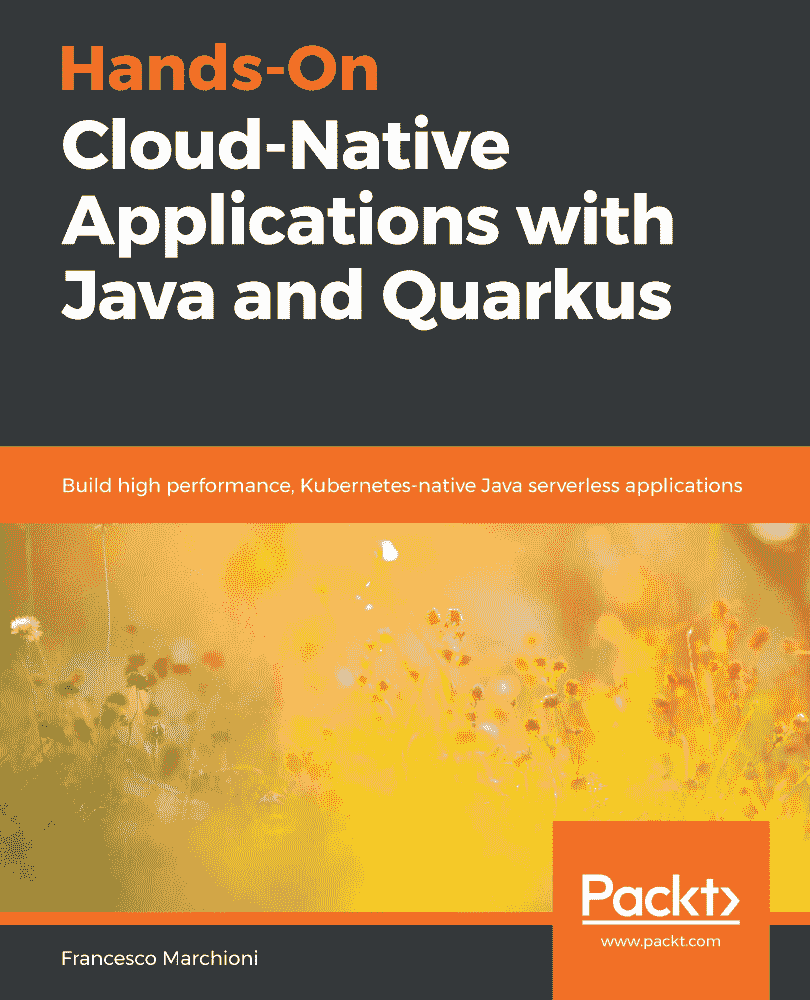 Hands-On
Cloud-Native
Applications with
Java and Quarkus
Build high performance, Kubernetes-native Java serverless applications
Packt>
www.packt.com
Francesco Marchioni